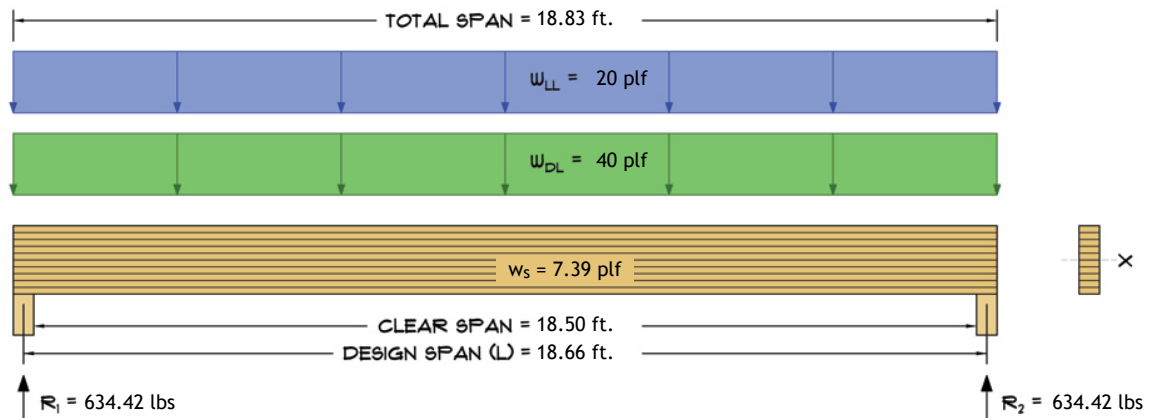 TOTAL SPAN = 18.83 ft.
wLL = 20 plf
wDL = 40 plf
ws = 7.39 plf
X
CLEAR SPAN = 18.50 ft.
DESIGN SPAN (L) = 18.66 ft.
R1 = 634.42 lbs
R2 = 634.42 lbs